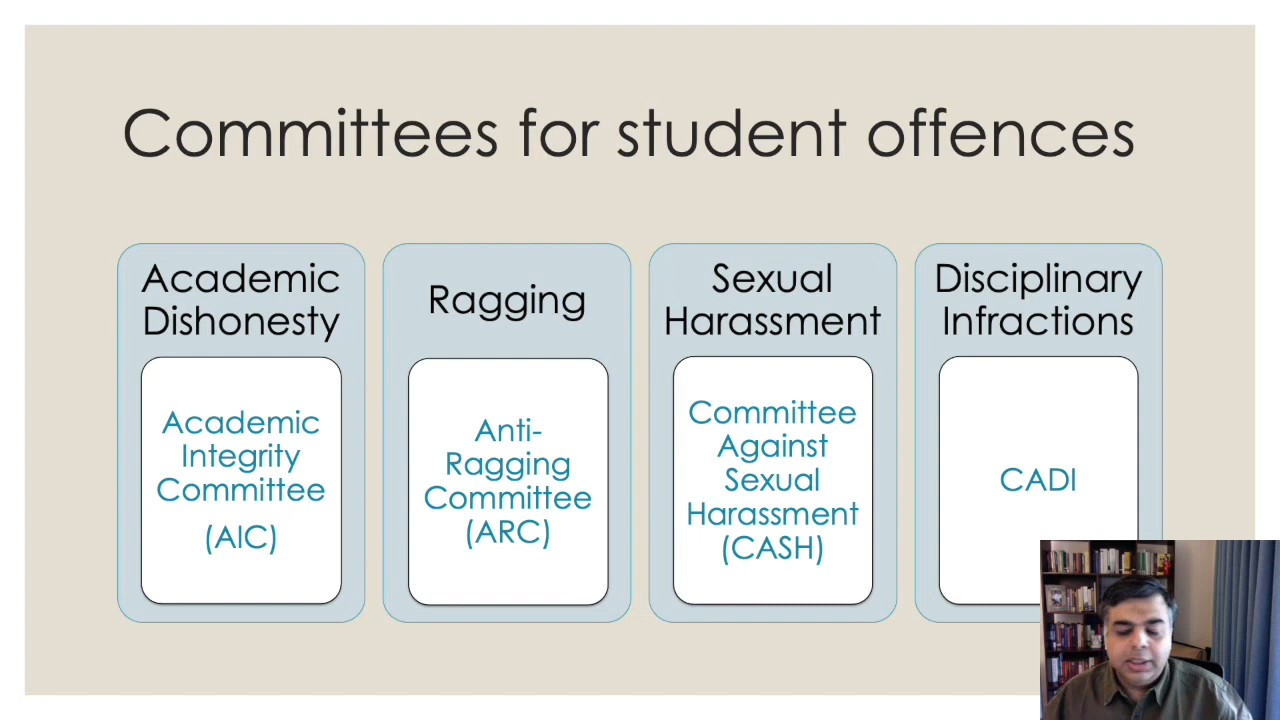 Committees for student offences
Academic
Dishonesty
Academic
Integrity
Committee
(AIC)
Ragging
Anti-
Ragging
Committee
(ARC)
Sexual
Harassment
Committee
Against
Sexual
Harassment
(CASH)
Disciplinary
Infractions
CADI